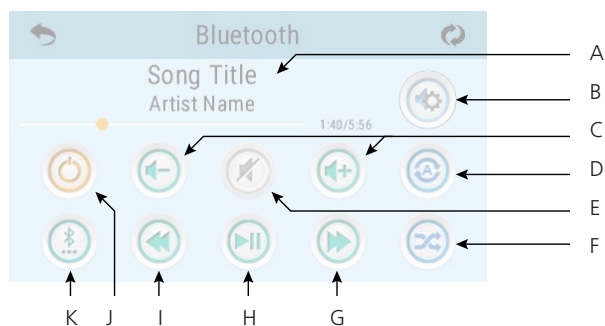 Bluetooth
Song Title
Artist Name
1:40/5:56
A
A
B
C
D
E
F
K J I H G